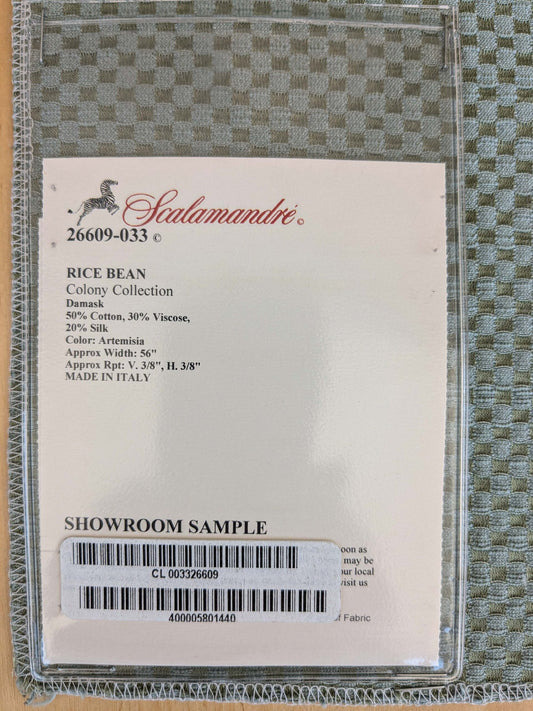 Scalamandré ©
26609-033 ©
RICE BEAN
Colony Collection
Damask
50% Cotton, 30% Viscose,
20% Silk
Color: Artemisia
Approx Width: 56"
Approx Rpt: V. 3/8", H. 3/8"
MADE IN ITALY
SHOWROOM SAMPLE
oon as
may be
our local
visit us
CL 003326609
400005801440
of Fabric